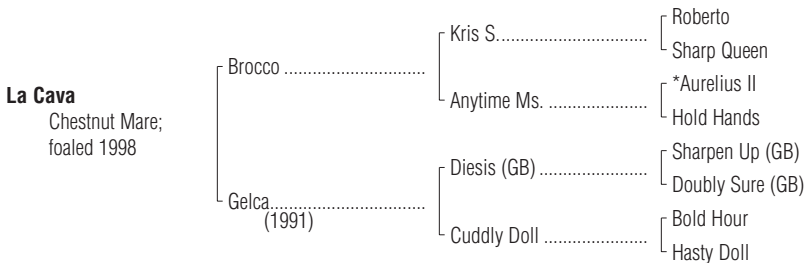 Roberto
Kris S.
Sharp Queen
Brocco
*Aurelius II
La Cava
Anytime Ms.
Chestnut Mare;
Hold Hands
foaled 1998
Sharpen Up (GB)
Diesis (GB)
Doubly Sure (GB)
Gelca
(1991)
Bold Hour
Cuddly Doll
Hasty Doll